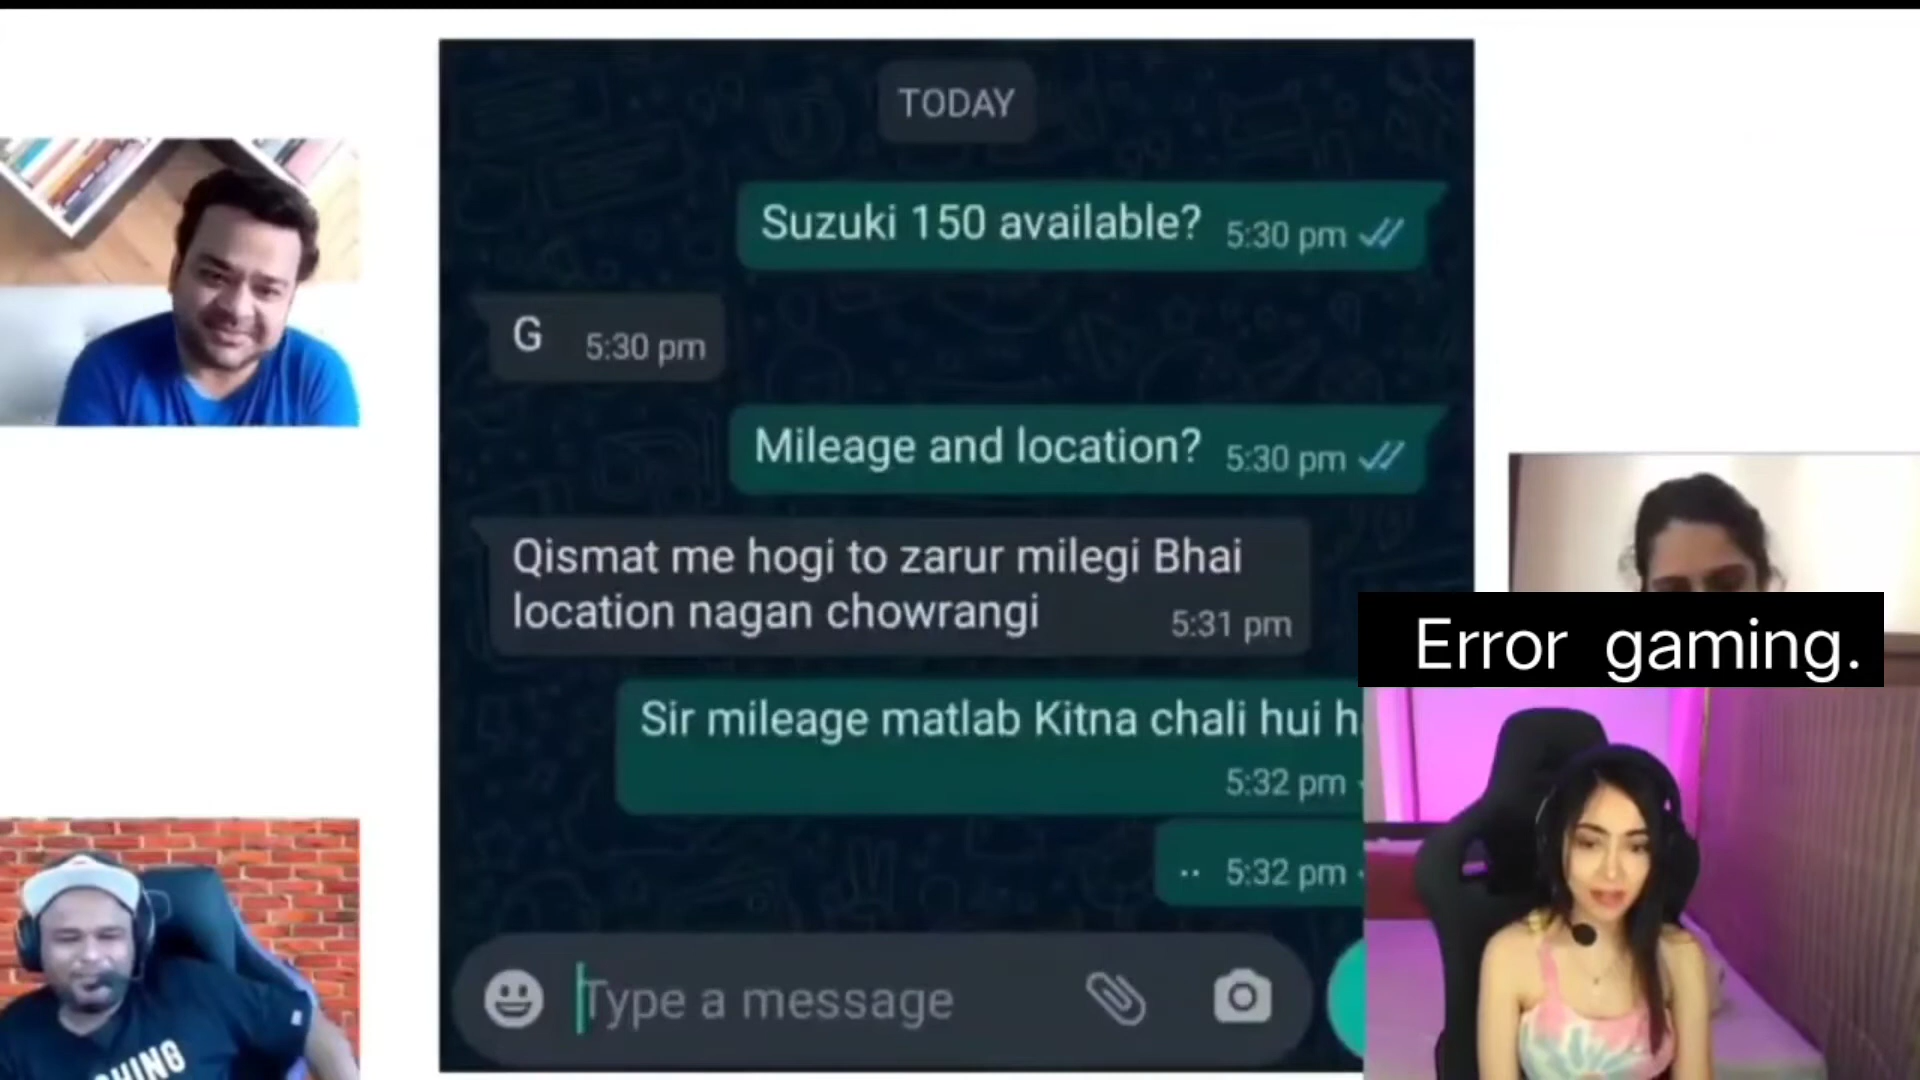 TODAY
Suzuki 150 available? 5:30 pm
G 5:30 pm
Mileage and location? 5:30 pm
Qismat me hogi to zarur milegi Bhai
location nagan chowrangi 5:31 pm
Error gaming.
Sir mileage matlab Kitna chali hui
5:32 pm
.. 5:32 pm
Type a message